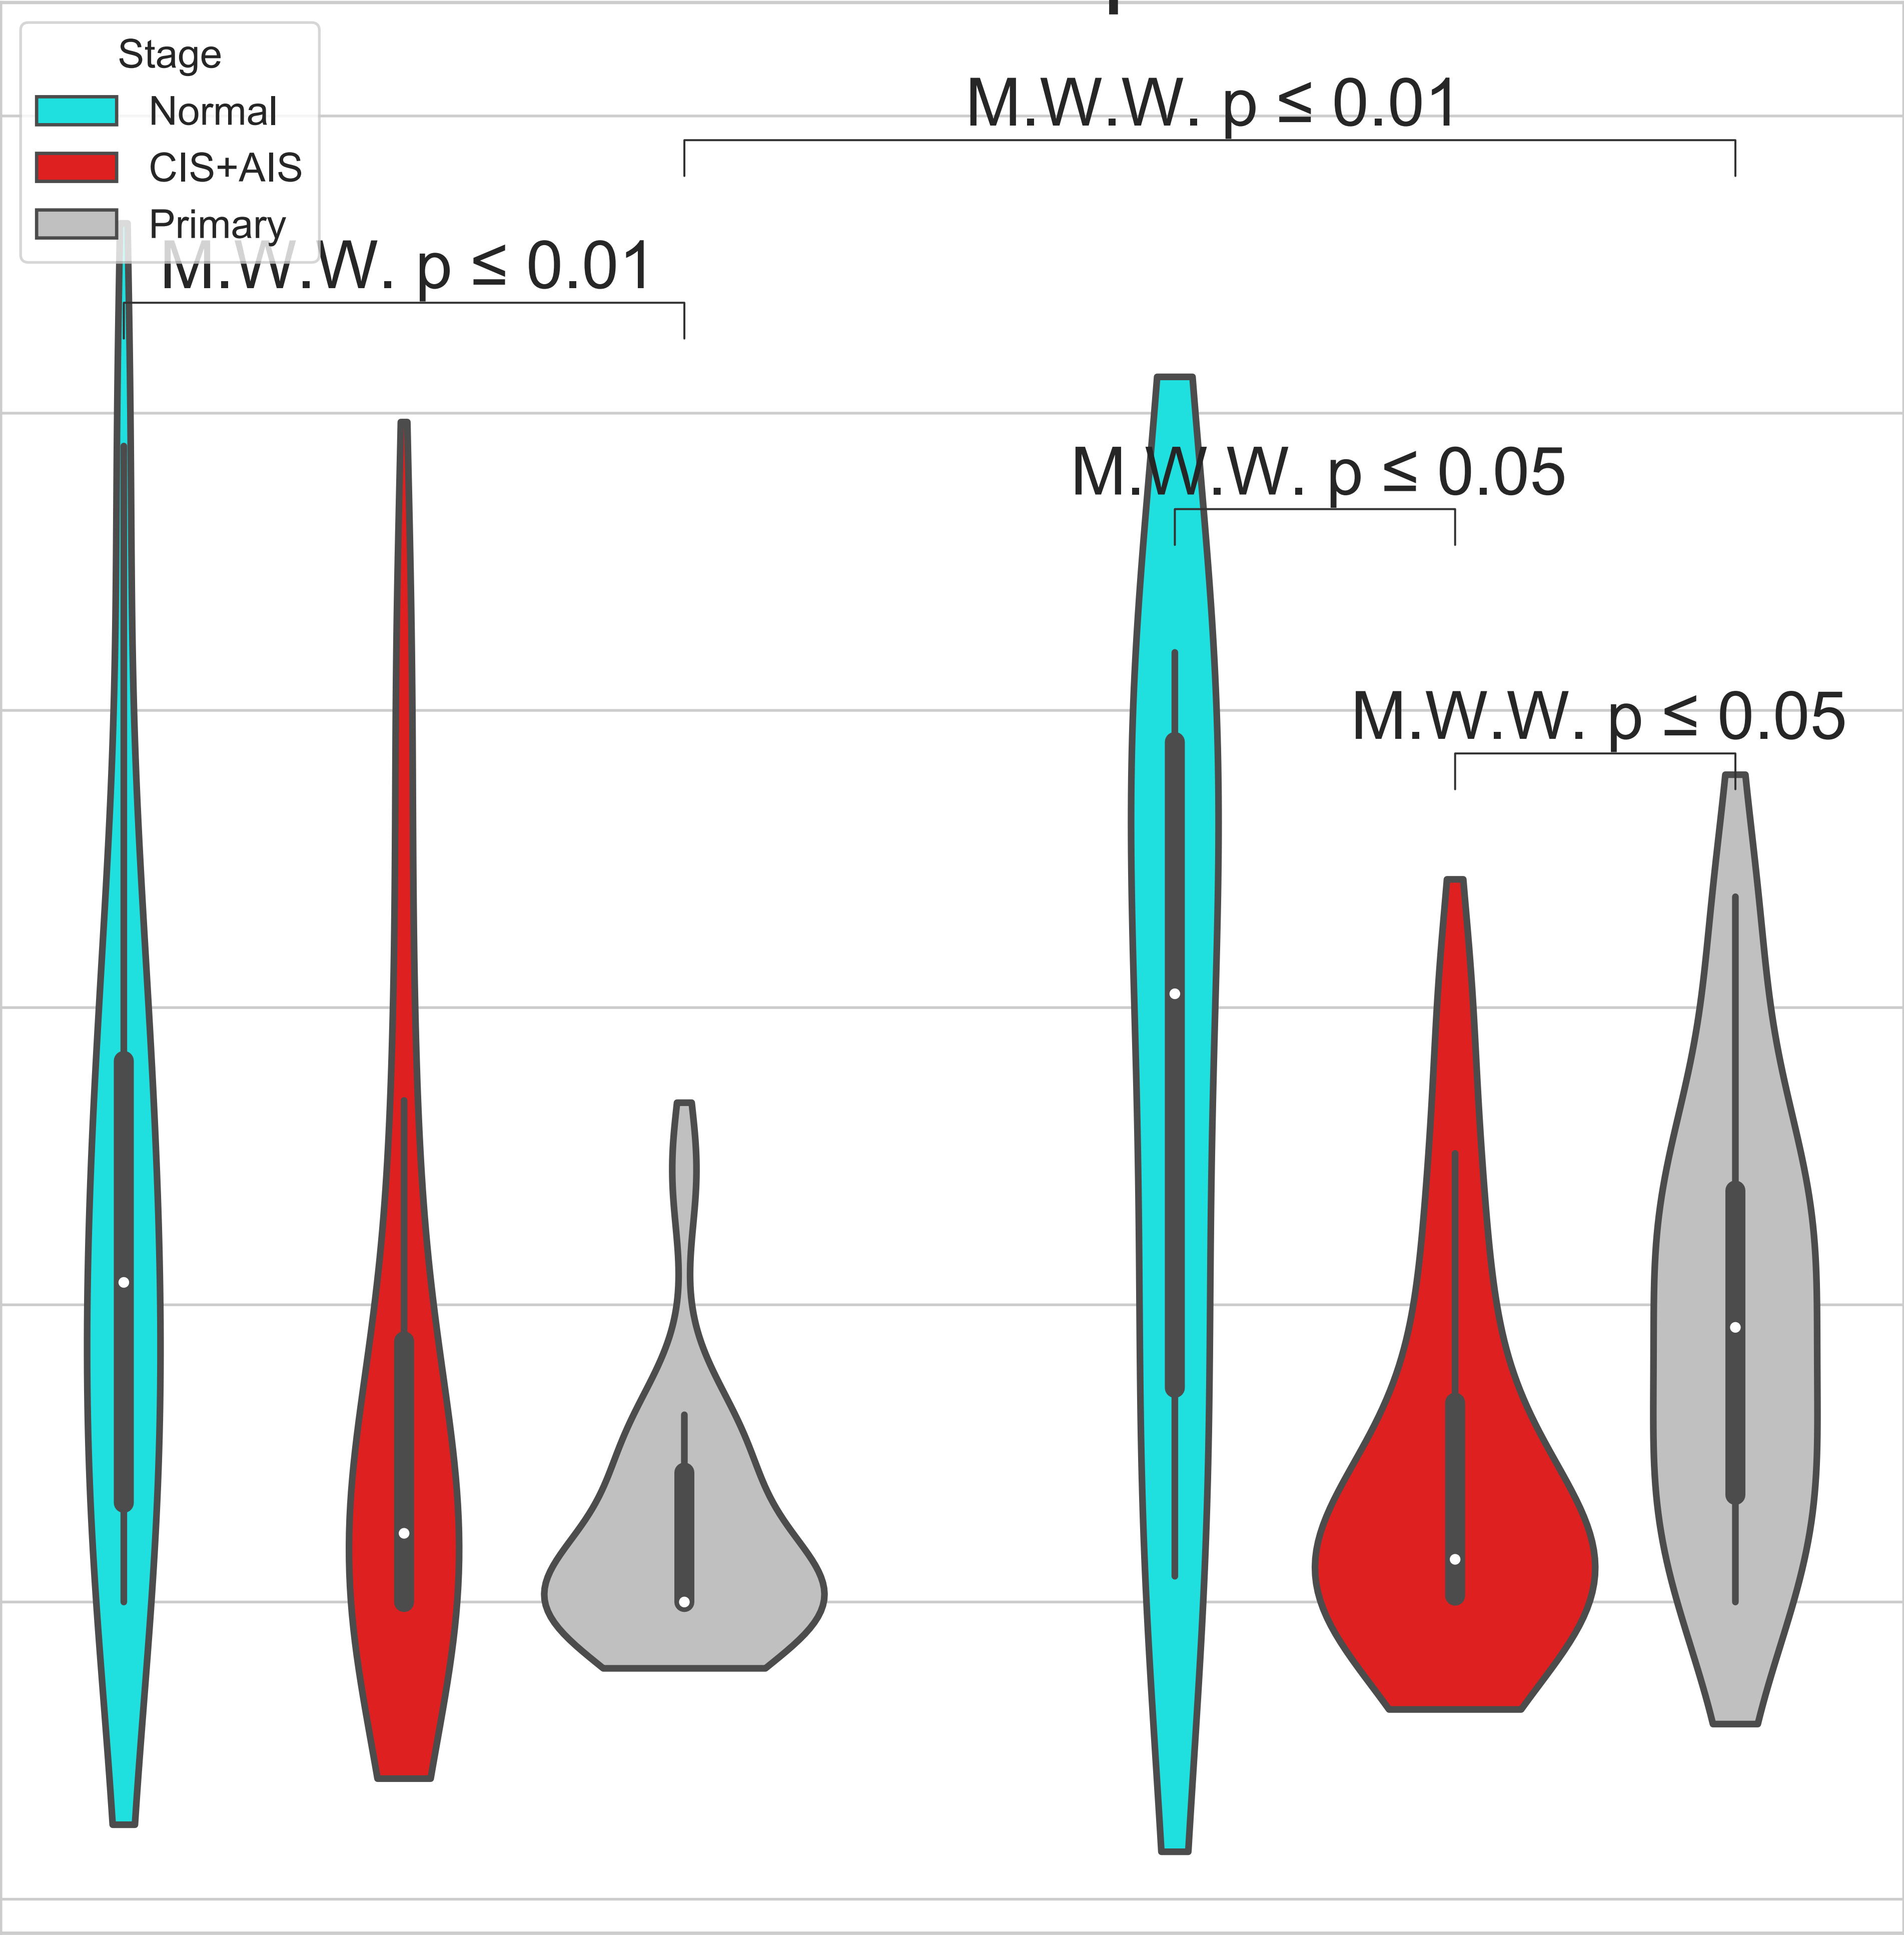 Stage
Normal
CIS+AIS
Primary
M.W.W. p ≤ 0.01
M.W.W. p ≤ 0.01
M.W.W. p ≤ 0.05
M.W.W. p ≤ 0.05